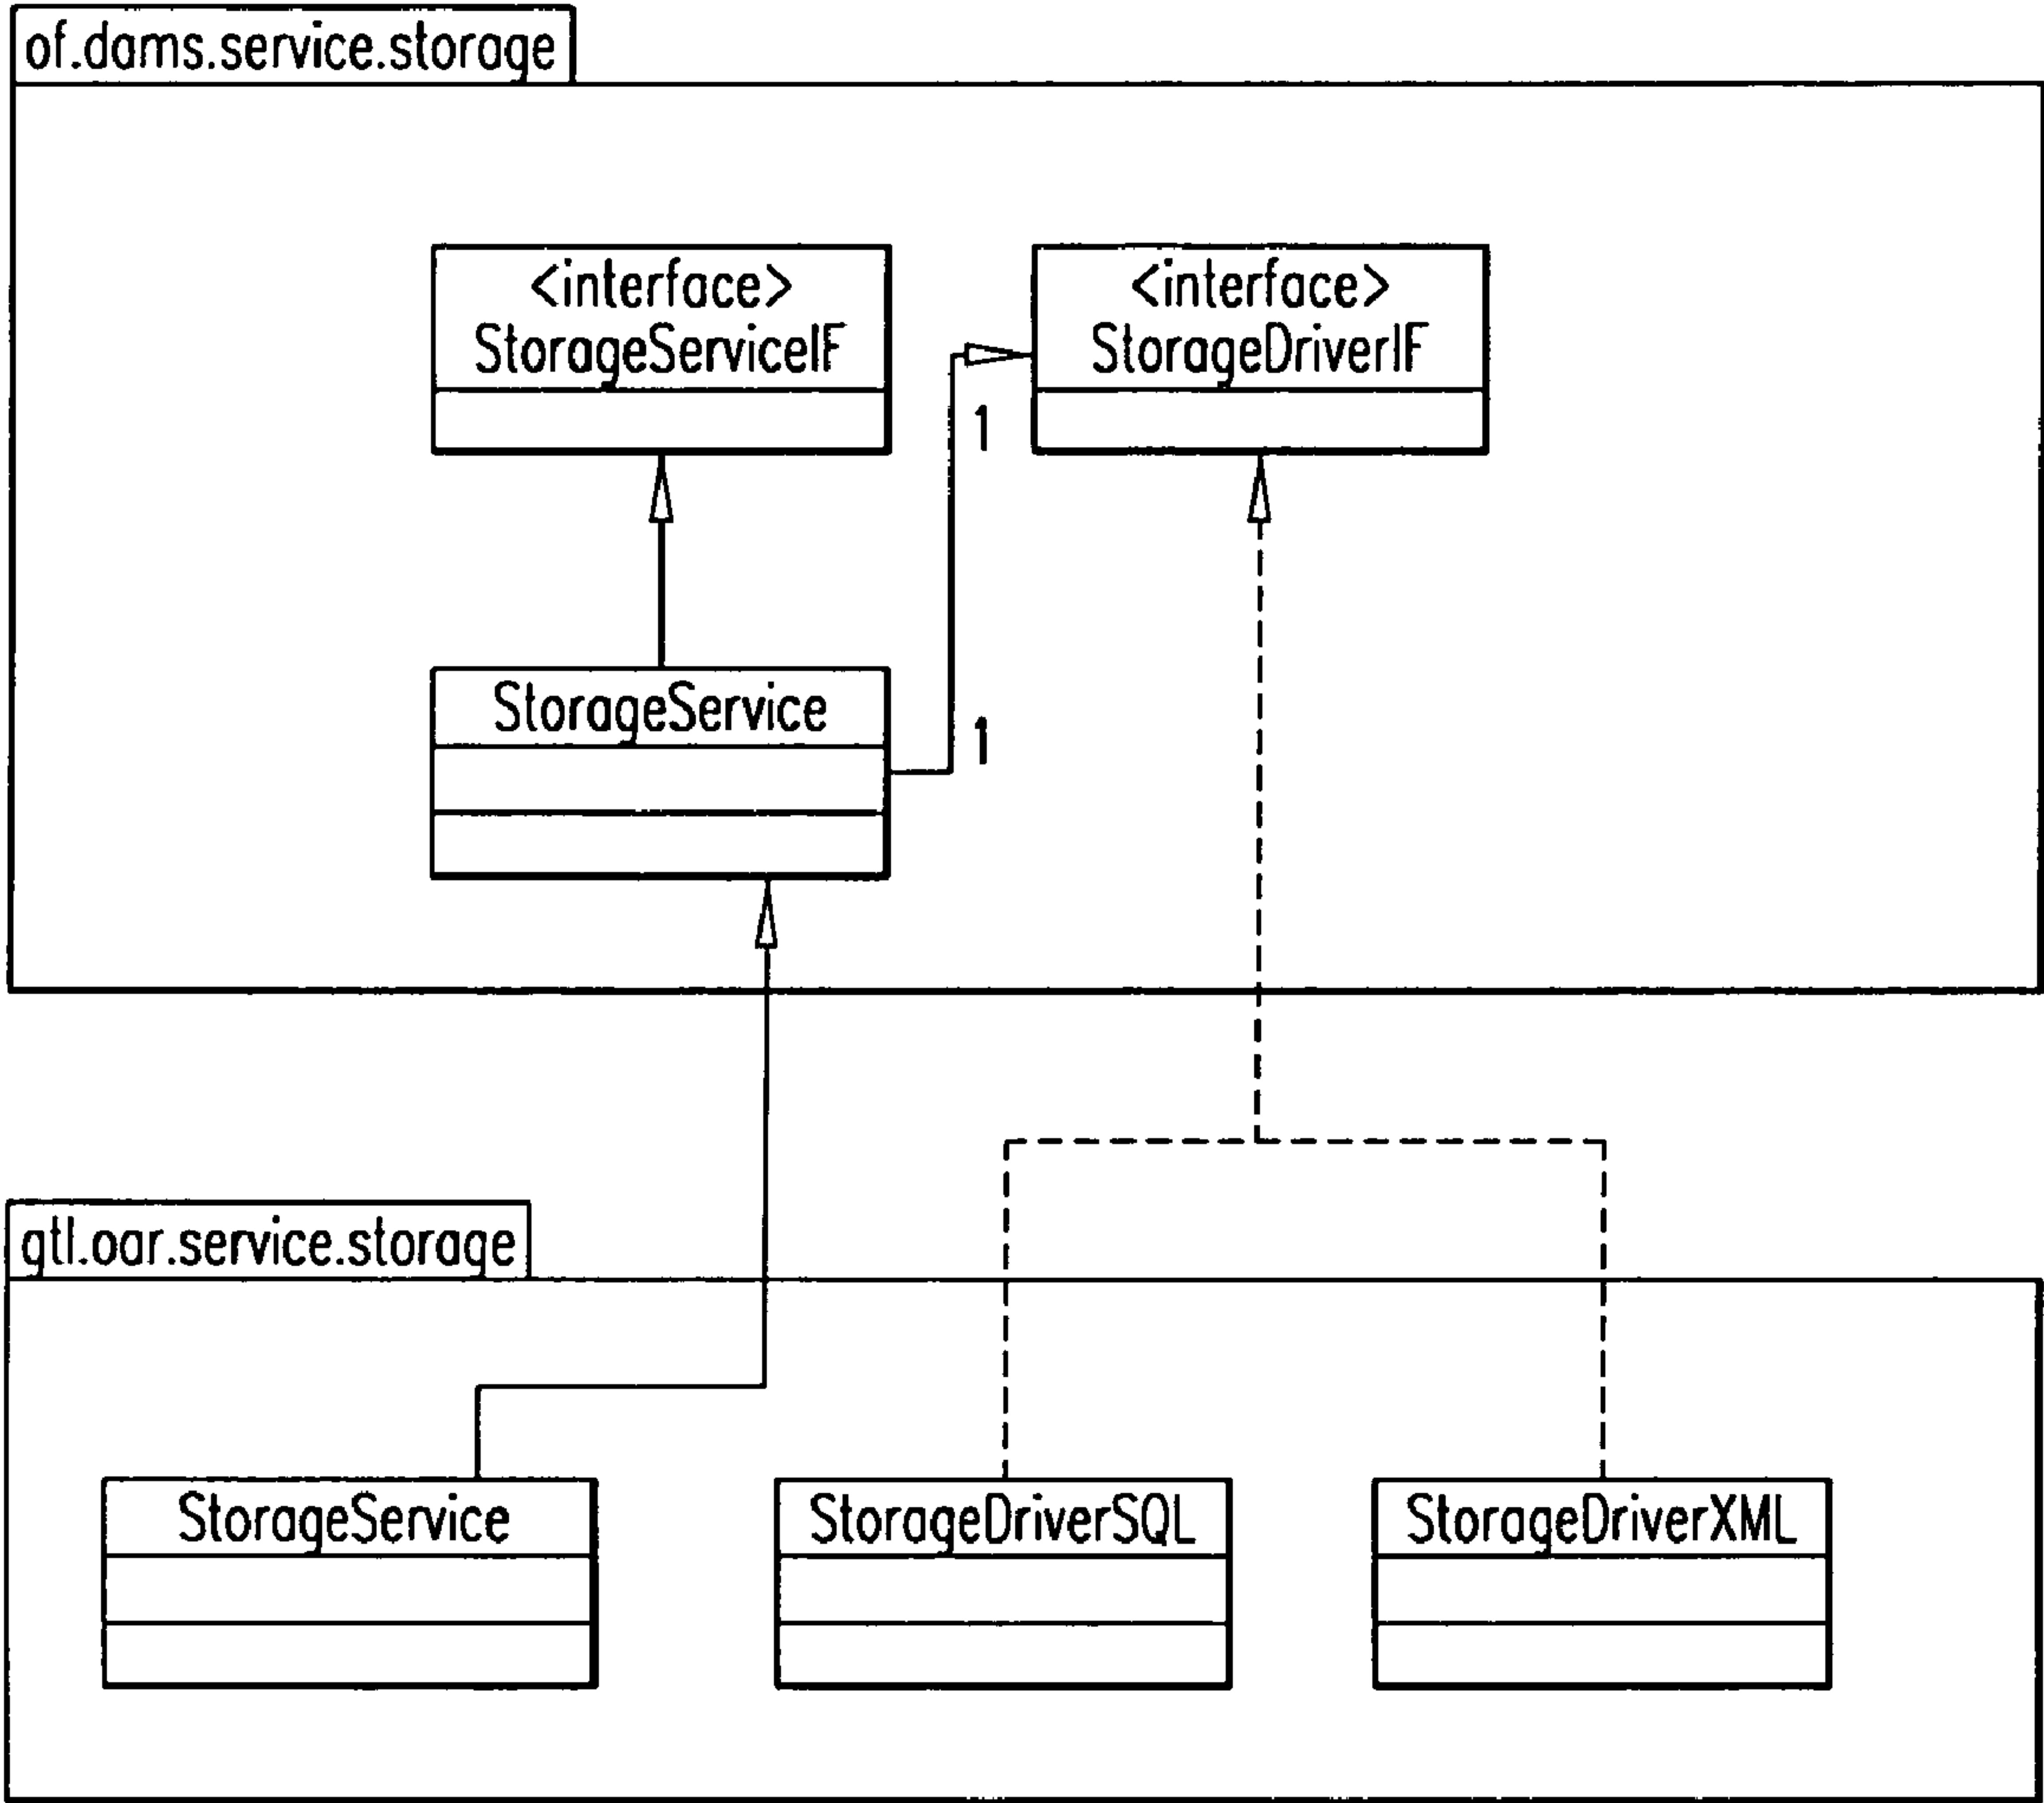 of.dams.service.storage
<interface>
StorageServiceIF
<interface>
StorageDriverIF
1
StorageService
1
gtl.oar.service.storage
StorageService
StorageDriverSQL
StorageDriverXML